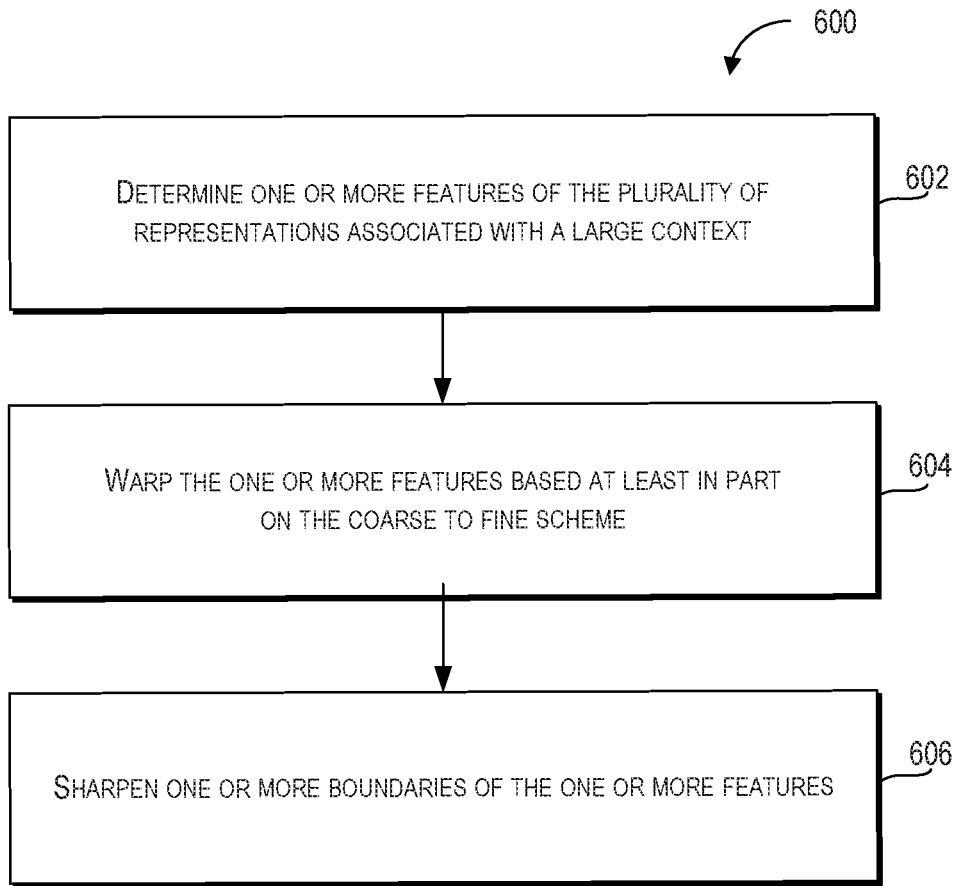 600
DETERMINE ONE OR MORE FEATURES OF THE PLURALITY OF
REPRESENTATIONS ASSOCIATED WITH A LARGE CONTEXT
602
WARP THE ONE OR MORE FEATURES BASED AT LEAST IN PART
ON THE COARSE TO FINE SCHEME
604
SHARPEN ONE OR MORE BOUNDARIES OF THE ONE OR MORE FEATURES
606